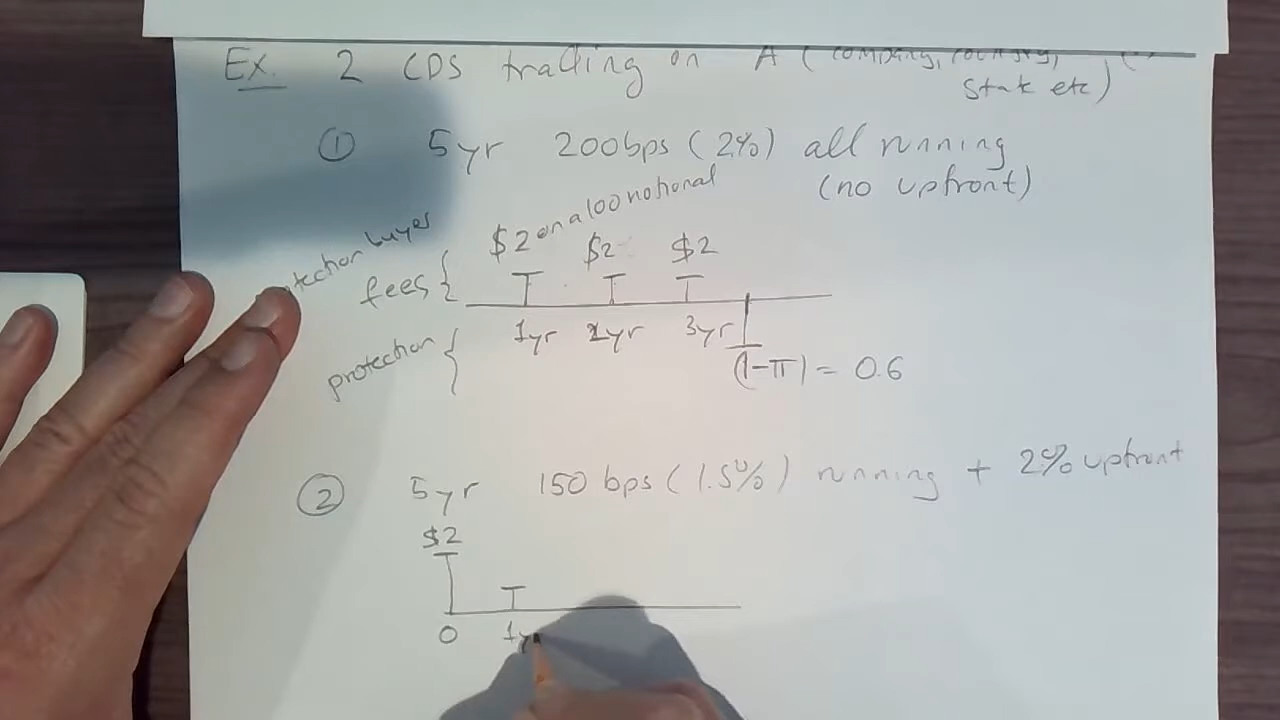 Ex. 2 CDS trading on A (company, country,
state etc)
① 5yr 200bps (2%) all running
(no upfront)
protection buyer
$2 on a 100 notional $2 $2
fees {
1yr 2yr 3yr
protection {
(1-π) = 0.6
② 5yr 150 bps (1.5%) running + 2% upfront
$2
0 1y